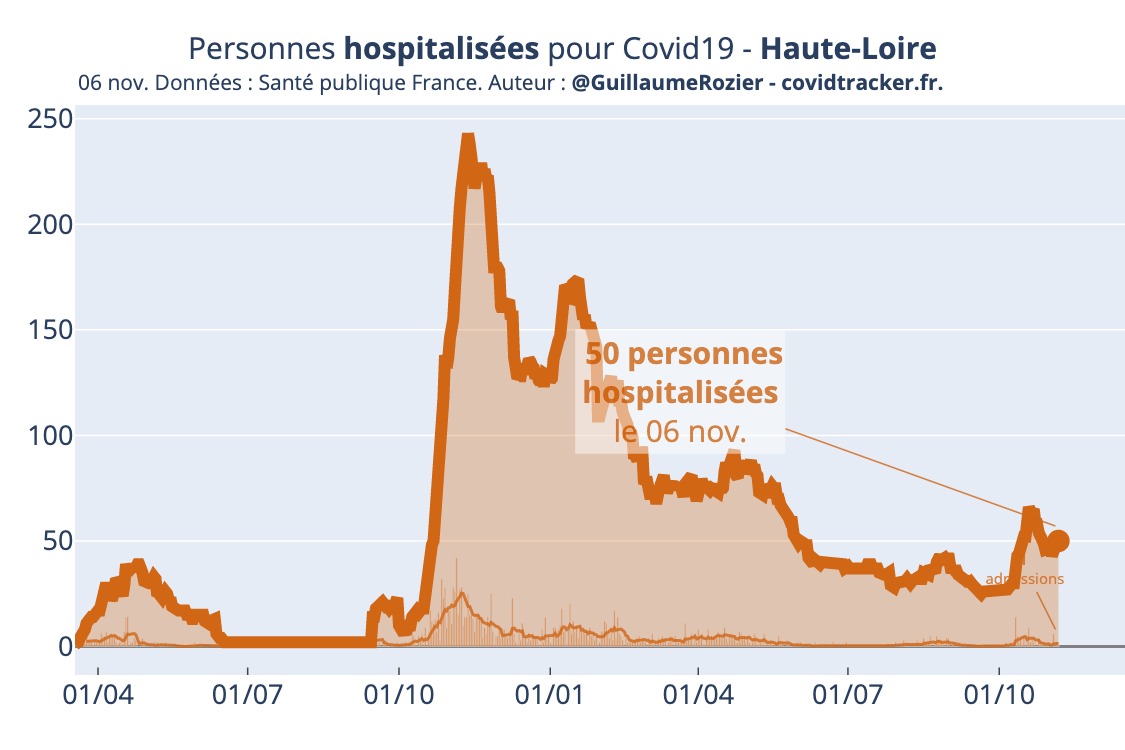 Personnes hospitalisées pour Covid19 - Haute-Loire
06 nov. Données : Santé publique France. Auteur : @GuillaumeRozier - covidtracker.fr.
250
200
150
100
50
0
50 personnes
hospitalisées
le 06 nov.
admissions
01/04 01/07 01/10 01/01 01/04 01/07 01/10